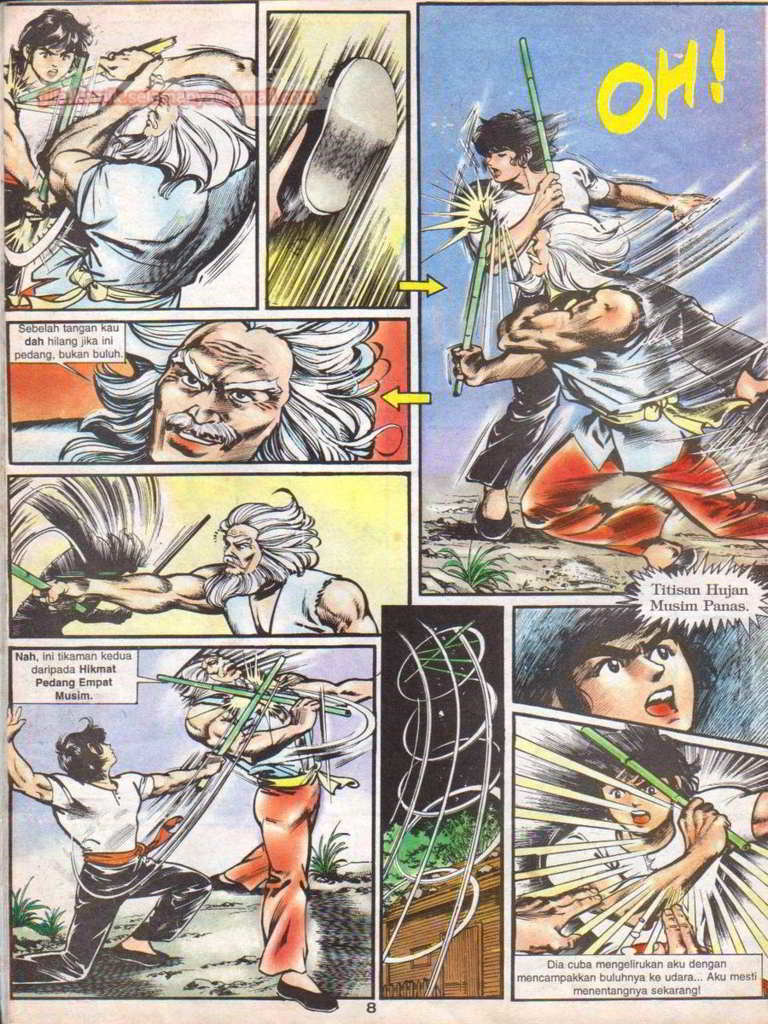 OH!
Sebelah tangan kau
dah hilang jika ini
pedang, bukan buluh.
Nah, ini tikaman kedua
daripada Hikmat
Pedang Empat
Musim.
Titisan Hujan
Musim Panas.
Dia cuba mengelirukan aku dengan
mencampakkan buluhnya ke udara... Aku mesti
menentangnya sekarang!
8